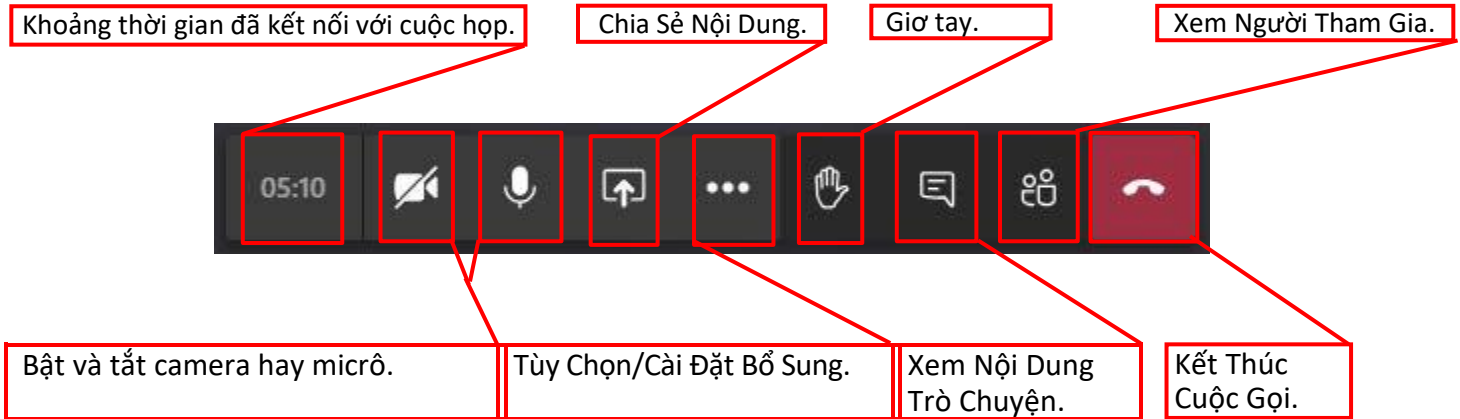 Khoảng thời gian đã kết nối với cuộc họp.
Chia Sẻ Nội Dung.
Giơ tay.
Xem Người Tham Gia.
05:10
Bật và tắt camera hay micrô.
Tùy Chọn/Cài Đặt Bổ Sung.
Xem Nội Dung
Trò Chuyện.
Kết Thúc
Cuộc Gọi.